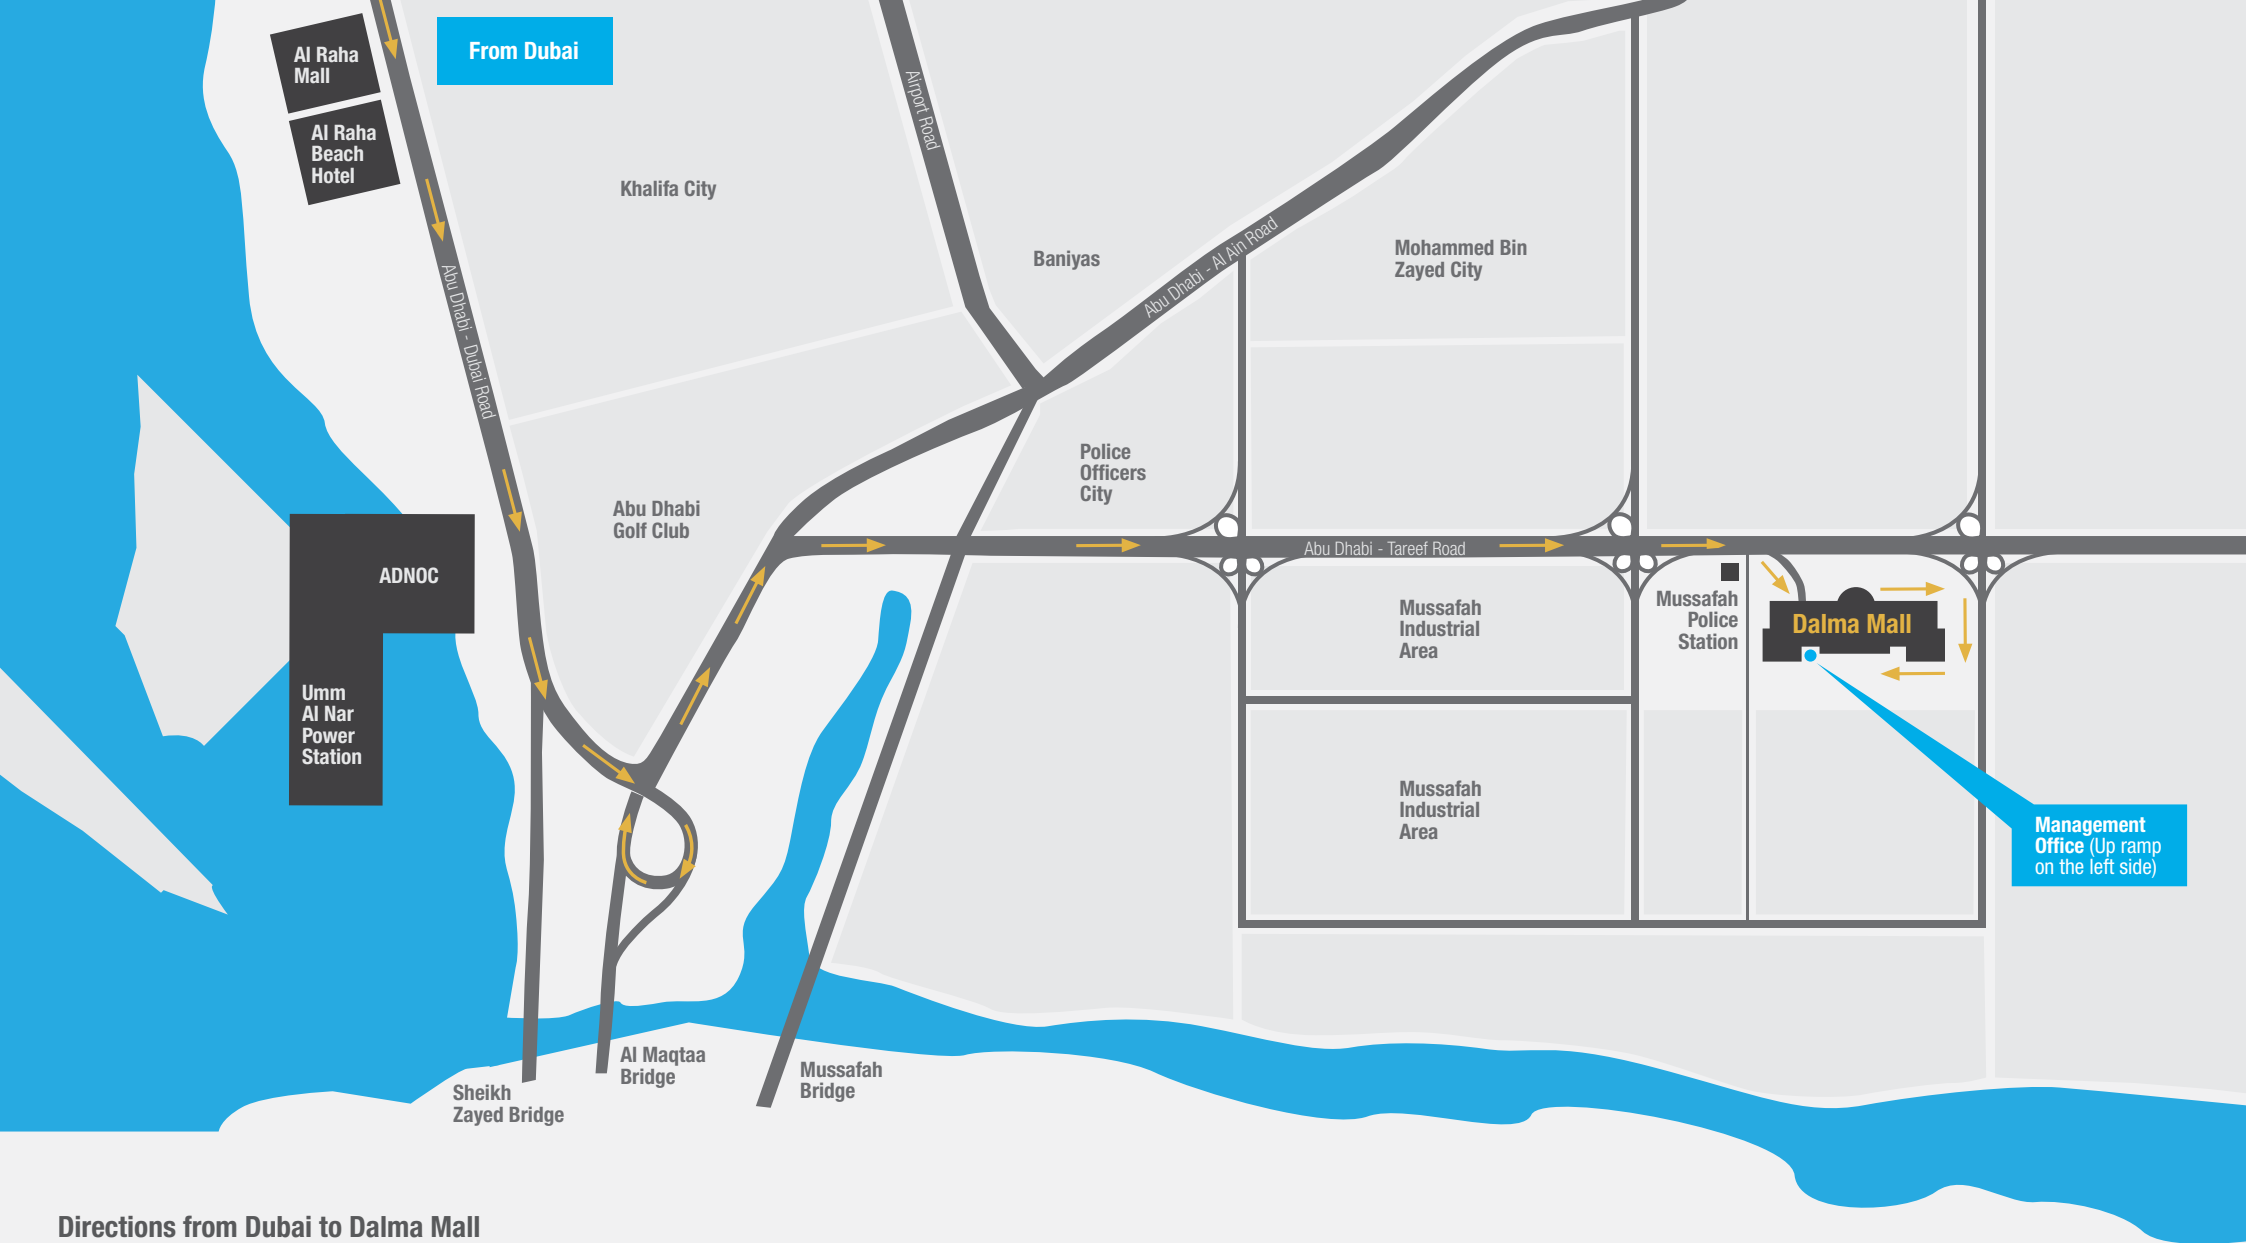 Al Raha
Mall
From Dubai
Al Raha
Beach
Hotel
Airport Road
Khalifa City
Baniyas
Abu Dhabi - Al Ain Road
Mohammed Bin
Zayed City
Abu Dhabi - Dubai Road
Police
Officers
City
Abu Dhabi
Golf Club
Abu Dhabi - Tareef Road
ADNOC
Mussafah
Police
Station
Mussafah
Industrial
Area
Dalma Mall
Umm
Al Nar
Power
Station
Mussafah
Industrial
Area
Management
Office (Up ramp
on the left side)
Al Maqtaa
Bridge
Mussafah
Bridge
Sheikh
Zayed Bridge
Directions from Dubai to Dalma Mall